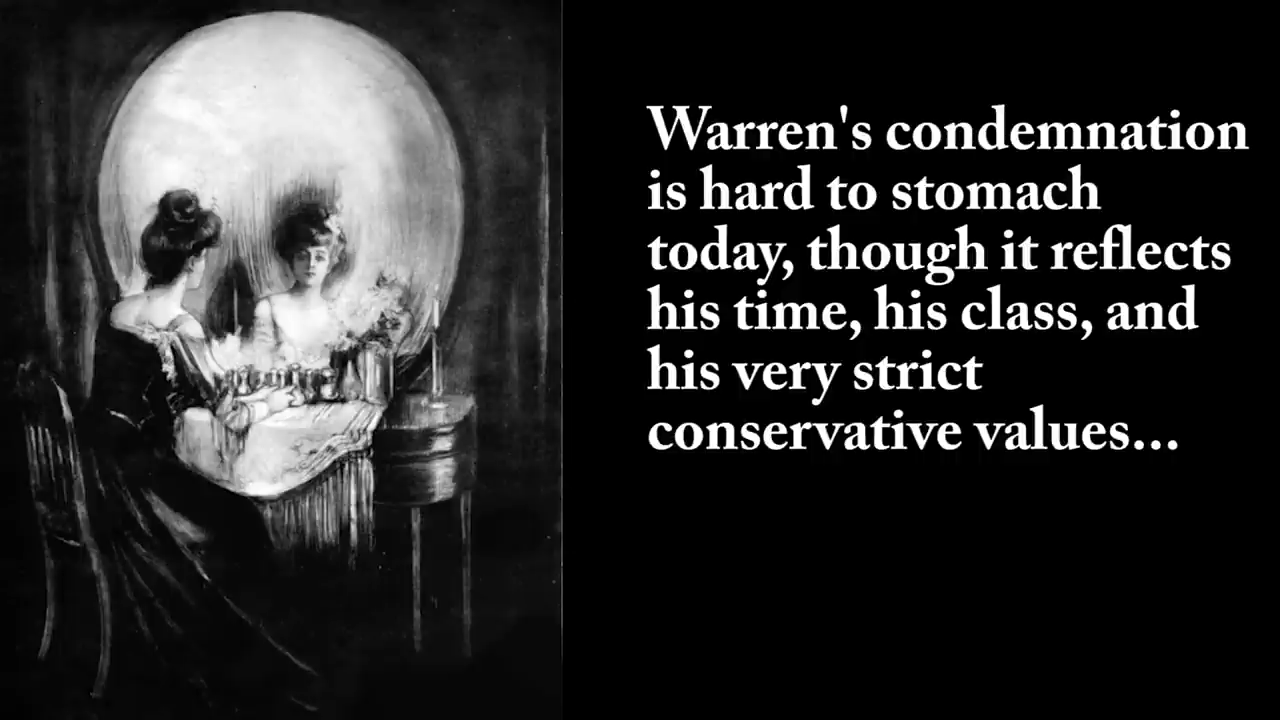 Warren's condemnation
is hard to stomach
today, though it reflects
his time, his class, and
his very strict
conservative values...